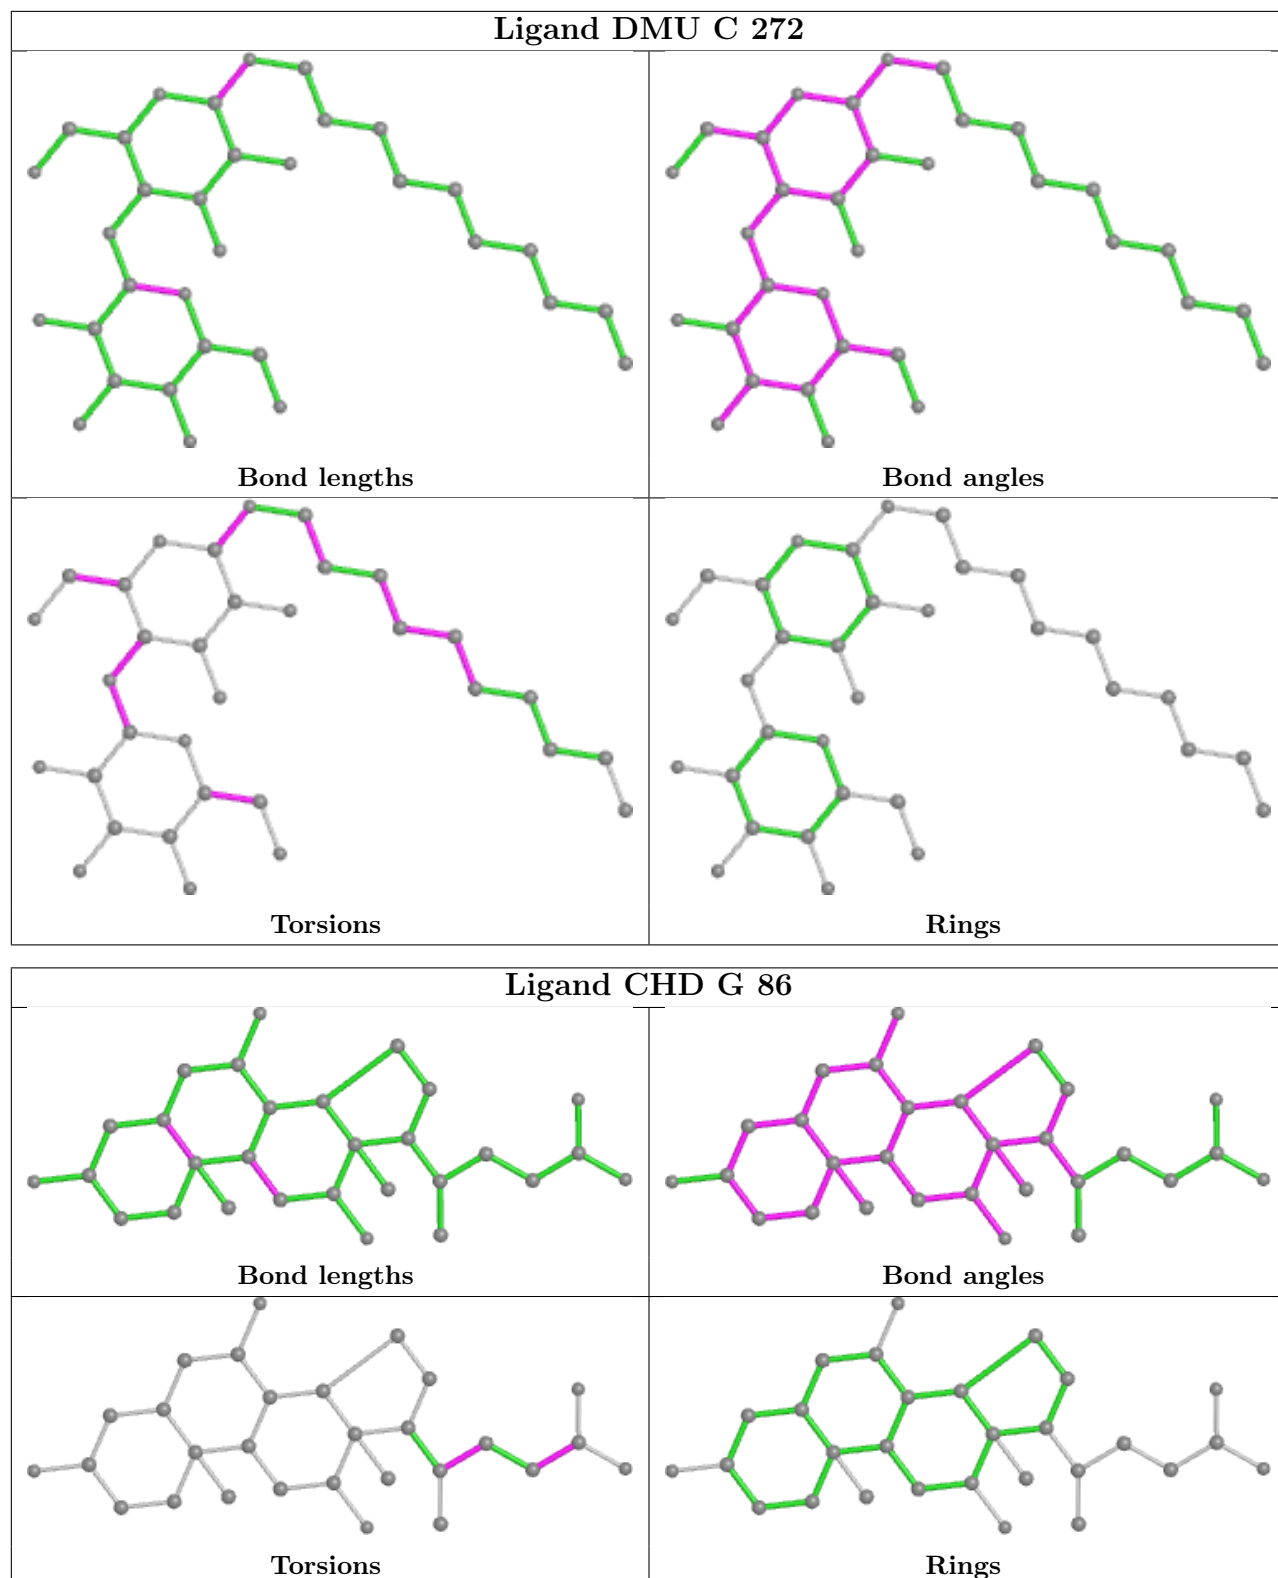 Ligand DMU C 272
Bond lengths
Bond angles
Torsions
Rings
Ligand CHD G 86
Bond lengths
Bond angles
Torsions
Rings